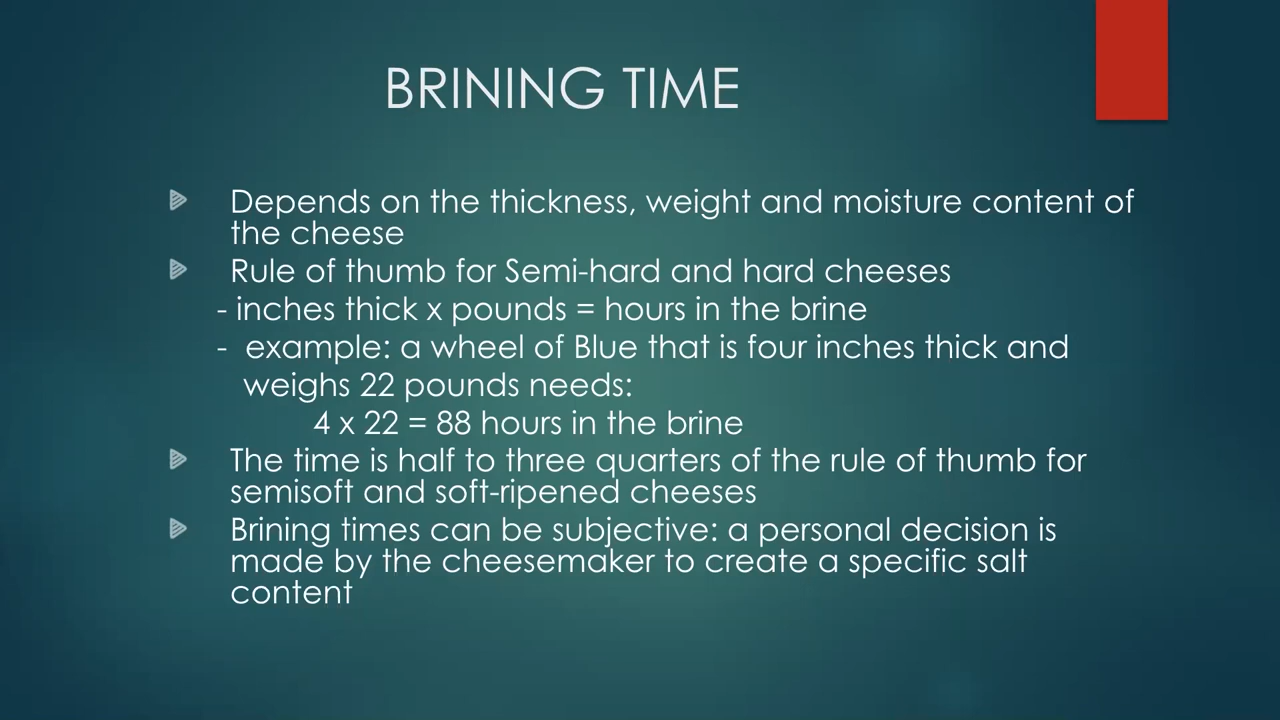 BRINING TIME
Depends on the thickness, weight and moisture content of
the cheese
Rule of thumb for Semi-hard and hard cheeses
- inches thick x pounds = hours in the brine
- example: a wheel of Blue that is four inches thick and
weighs 22 pounds needs:
4 x 22 = 88 hours in the brine
The time is half to three quarters of the rule of thumb for
semisoft and soft-ripened cheeses
Brining times can be subjective: a personal decision is
made by the cheesemaker to create a specific salt
content